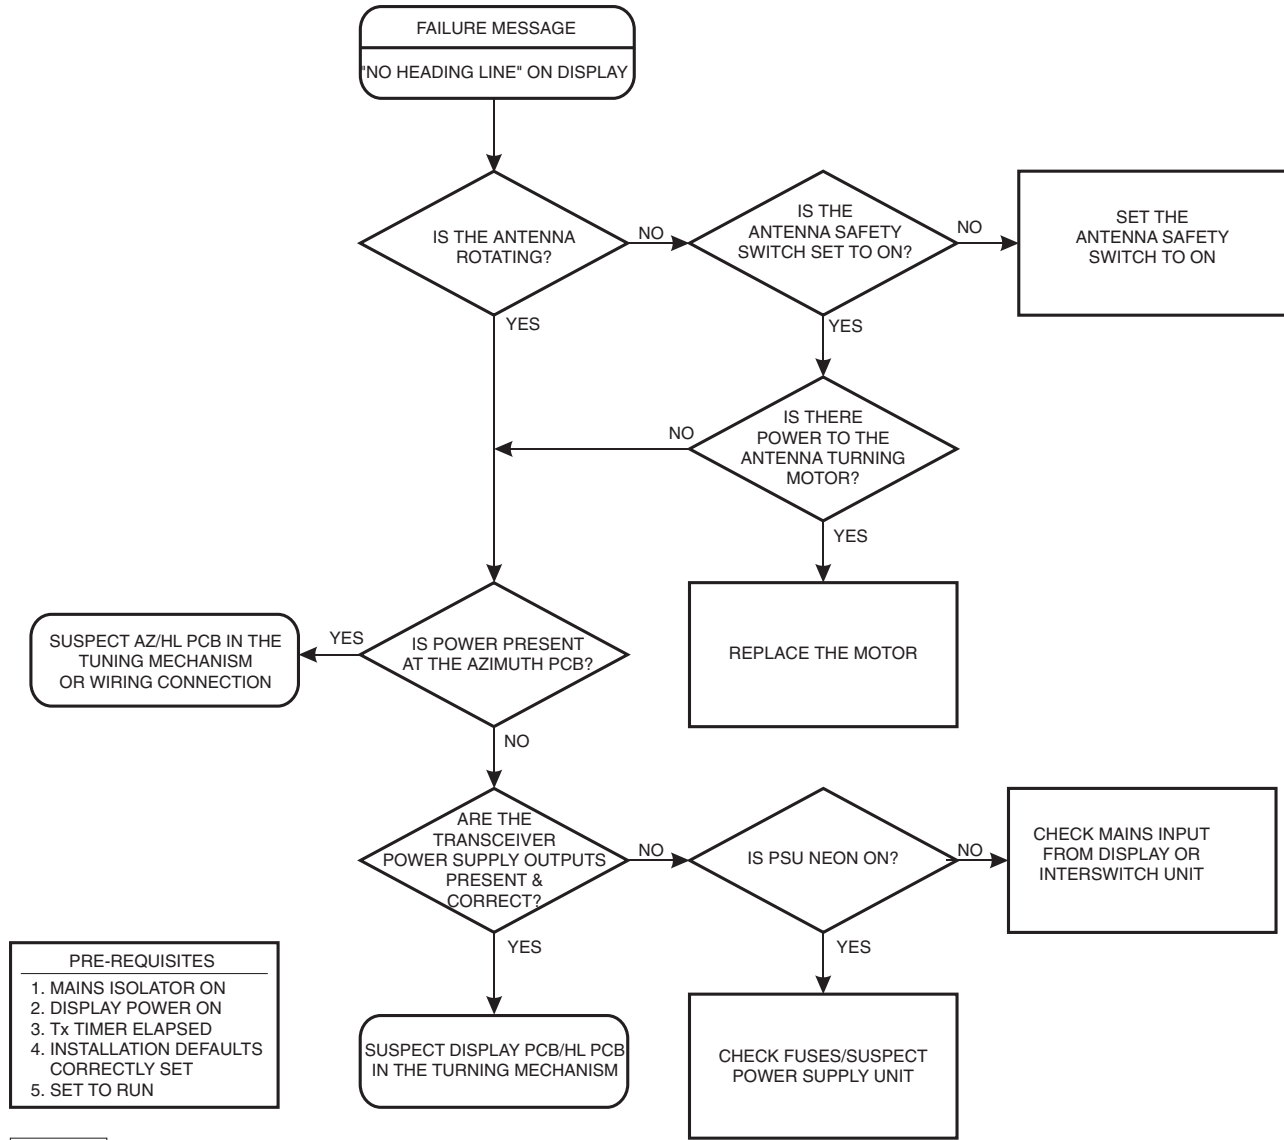 FAILURE MESSAGE
"NO HEADING LINE" ON DISPLAY
IS THE ANTENNA
ROTATING?
NO
IS THE
ANTENNA SAFETY
SWITCH SET TO ON?
NO
SET THE
ANTENNA SAFETY
SWITCH TO ON
YES
YES
IS THERE
POWER TO THE
ANTENNA TURNING
MOTOR?
NO
YES
SUSPECT AZ/HL PCB IN THE
TUNING MECHANISM
OR WIRING CONNECTION
YES
IS POWER PRESENT
AT THE AZIMUTH PCB?
REPLACE THE MOTOR
NO
ARE THE
TRANSCEIVER
POWER SUPPLY OUTPUTS
PRESENT &
CORRECT?
NO
IS PSU NEON ON?
NO
CHECK MAINS INPUT
FROM DISPLAY OR
INTERSWITCH UNIT
YES
YES
PRE-REQUISITES
1. MAINS ISOLATOR ON
2. DISPLAY POWER ON
3. Tx TIMER ELAPSED
4. INSTALLATION DEFAULTS
CORRECTLY SET
5. SET TO RUN
SUSPECT DISPLAY PCB/HL PCB
IN THE TURNING MECHANISM
CHECK FUSES/SUSPECT
POWER SUPPLY UNIT